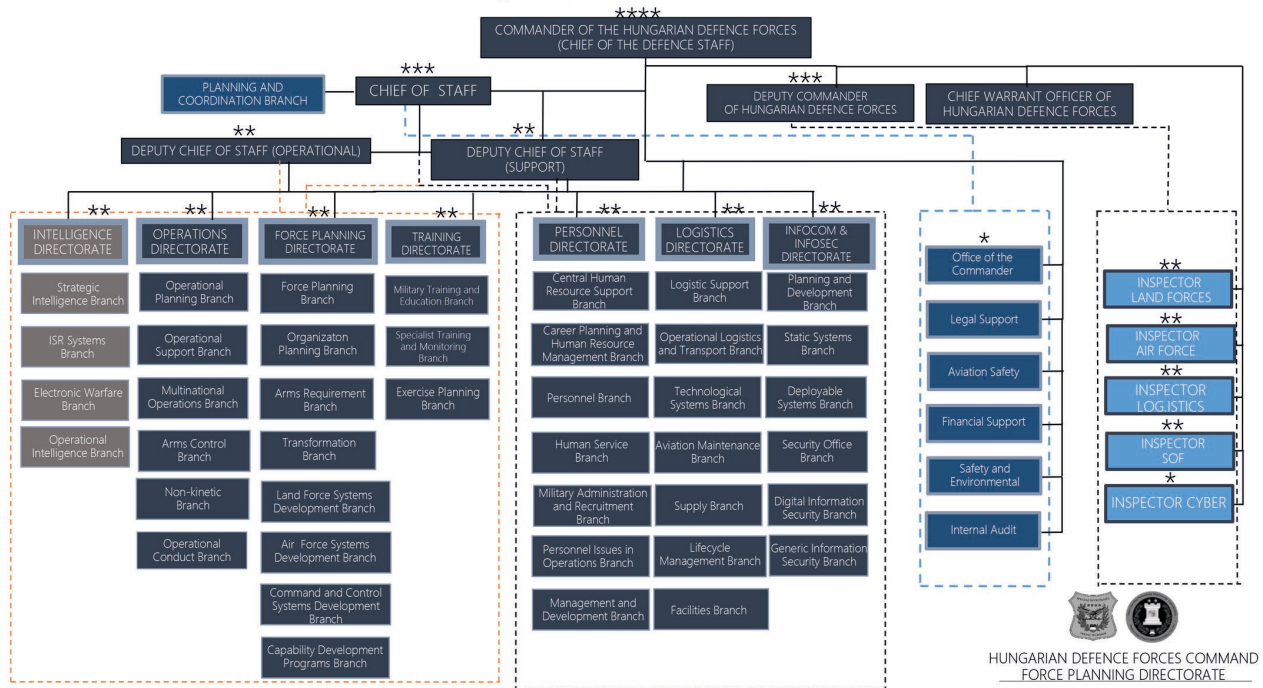 ****
COMMANDER OF THE HUNGARIAN DEFENCE FORCES
(CHIEF OF THE DEFENCE STAFF)
PLANNING AND
COORDINATION BRANCH
***
CHIEF OF STAFF
***
DEPUTY COMMANDER
OF HUNGARIAN DEFENCE FORCES
CHIEF WARRANT OFFICER OF
HUNGARIAN DEFENCE FORCES
**
DEPUTY CHIEF OF STAFF (OPERATIONAL)
**
DEPUTY CHIEF OF STAFF
(SUPPORT)
**
INTELLIGENCE
DIRECTORATE
Strategic
Intelligence Branch
ISR Systems
Branch
Electronic Warfare
Branch
Operational
Intelligence Branch
**
OPERATIONS
DIRECTORATE
Operational
Planning Branch
Operational
Support Branch
Multinational
Operations Branch
Arms Control
Branch
Non-kinetic
Branch
Operational
Conduct Branch
**
FORCE PLANNING
DIRECTORATE
Force Planning
Branch
Organizaton
Planning Branch
Arms Requirement
Branch
Transformation
Branch
Land Force Systems
Development Branch
Air Force Systems
Development Branch
Command and Control
Systems Development
Branch
Capability Development
Programs Branch
**
TRAINING
DIRECTORATE
Military Training and
Education Branch
Specialist Training
and Monitoring
Branch
Exercise Planning
Branch
**
PERSONNEL
DIRECTORATE
Central Human
Resource Support
Branch
Career Planning and
Human Resource
Management Branch
Personnel Branch
Human Service
Branch
Military Administration
and Recruitment
Branch
Personnel Issues in
Operations Branch
Management and
Development Branch
**
LOGISTICS
DIRECTORATE
Logistic Support
Branch
Operational Logistics
and Transport Branch
Technological
Systems Branch
Aviation Maintenance
Branch
Supply Branch
Lifecycle
Management Branch
Facilities Branch
**
INFOCOM &
INFOSEC
DIRECTORATE
Planning and
Development
Branch
Static Systems
Branch
Deployable
Systems Branch
Security Office
Branch
Digital Information
Security Branch
Generic Information
Security Branch
*
Office of the
Commander
Legal Support
Aviation Safety
Financial Support
Safety and
Environmental
Internal Audit
**
INSPECTOR
LAND FORCES
**
INSPECTOR
AIR FORCE
**
INSPECTOR
LOG.ISTICS
**
INSPECTOR
SOF
*
INSPECTOR CYBER
HUNGARIAN DEFENCE FORCES COMMAND
FORCE PLANNING DIRECTORATE